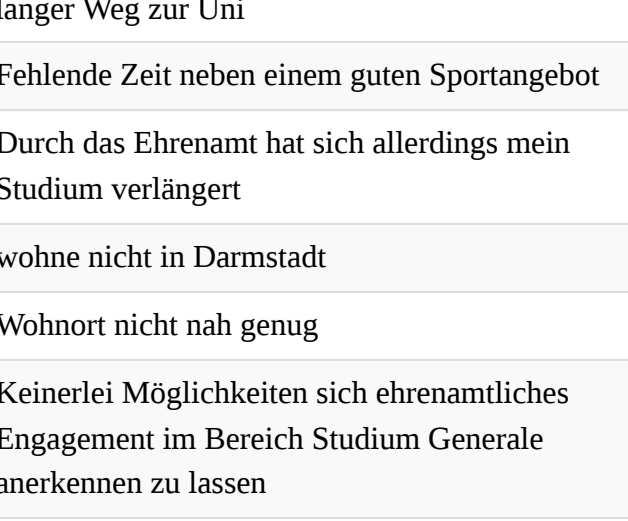 langer Weg zur Uni
Fehlende Zeit neben einem guten Sportangebot
Durch das Ehrenamt hat sich allerdings mein
Studium verlängert
wohne nicht in Darmstadt
Wohnort nicht nah genug
Keinerlei Möglichkeiten sich ehrenamtliches
Engagement im Bereich Studium Generale
anerkennen zu lassen